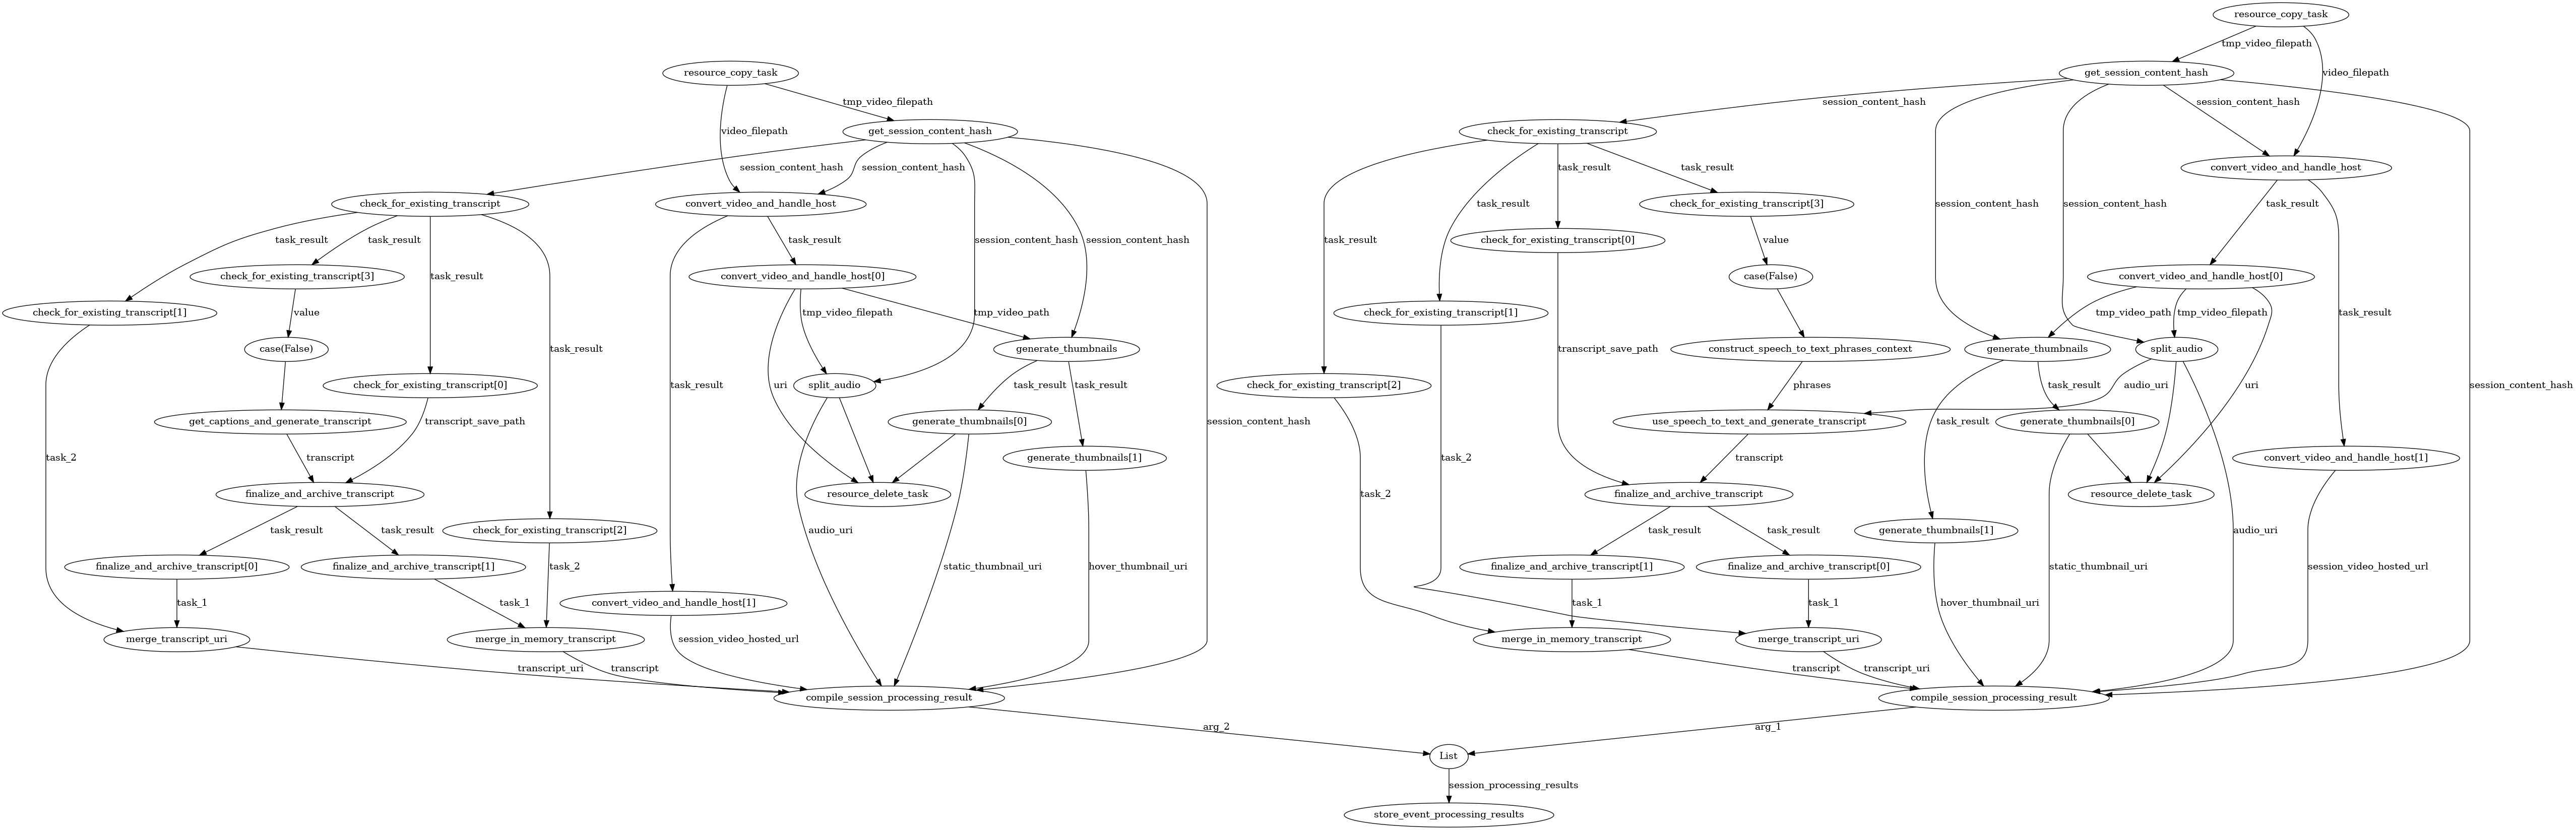 resource_copy_task
tmp_video_filepath
resource_copy_task
get_session_content_hash
video_filepath
tmp_video_filepath
session_content_hash
session_content_hash
video_filepath
get_session_content_hash
check_for_existing_transcript
session_content_hash
session_content_hash
task_result
task_result
convert_video_and_handle_host
check_for_existing_transcript
convert_video_and_handle_host
task_result
check_for_existing_transcript[3]
session_content_hash
session_content_hash
task_result
task_result
task_result
task_result
session_content_hash
session_content_hash
task_result
check_for_existing_transcript[0]
value
check_for_existing_transcript[3]
task_result
convert_video_and_handle_host[0]
case(False)
convert_video_and_handle_host[0]
check_for_existing_transcript[1]
value
tmp_video_filepath
tmp_video_path
check_for_existing_transcript[1]
tmp_video_path
tmp_video_filepath
task_result
case(False)
task_result
generate_thumbnails
transcript_save_path
construct_speech_to_text_phrases_context
generate_thumbnails
split_audio
check_for_existing_transcript[0]
task_result
uri
split_audio
task_result
task_result
check_for_existing_transcript[2]
phrases
task_result
audio_uri
uri
session_content_hash
get_captions_and_generate_transcript
transcript_save_path
generate_thumbnails[0]
session_content_hash
use_speech_to_text_and_generate_transcript
task_result
generate_thumbnails[0]
task_2
transcript
generate_thumbnails[1]
task_2
transcript
convert_video_and_handle_host[1]
finalize_and_archive_transcript
resource_delete_task
task_2
finalize_and_archive_transcript
resource_delete_task
task_result
task_result
check_for_existing_transcript[2]
audio_uri
task_result
task_result
generate_thumbnails[1]
audio_uri
finalize_and_archive_transcript[0]
finalize_and_archive_transcript[1]
task_2
static_thumbnail_uri
hover_thumbnail_uri
finalize_and_archive_transcript[1]
finalize_and_archive_transcript[0]
static_thumbnail_uri
session_video_hosted_url
task_1
task_1
convert_video_and_handle_host[1]
task_1
task_1
hover_thumbnail_uri
merge_transcript_uri
merge_in_memory_transcript
session_video_hosted_url
merge_in_memory_transcript
merge_transcript_uri
transcript_uri
transcript
transcript
transcript_uri
compile_session_processing_result
compile_session_processing_result
arg_2
arg_1
List
session_processing_results
store_event_processing_results